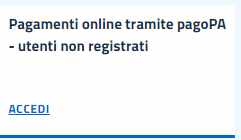 Pagamenti online tramite pagoPA
- utenti non registrati
ACCEDI